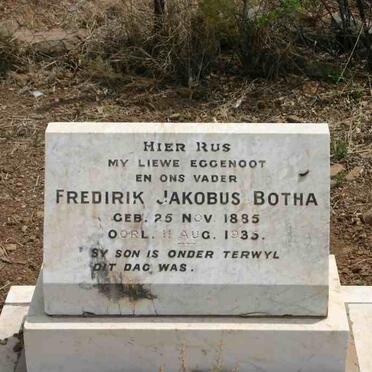 HIER RUS
MY LIEWE EGGENOOT
EN ONS VADER
FREDIRIK JAKOBUS BOTHA
GEB. 25 NOV. 1885
OORL. 11 AUG. 1935.
SY SON IS ONDER TERWYL
DIT DAG WAS.